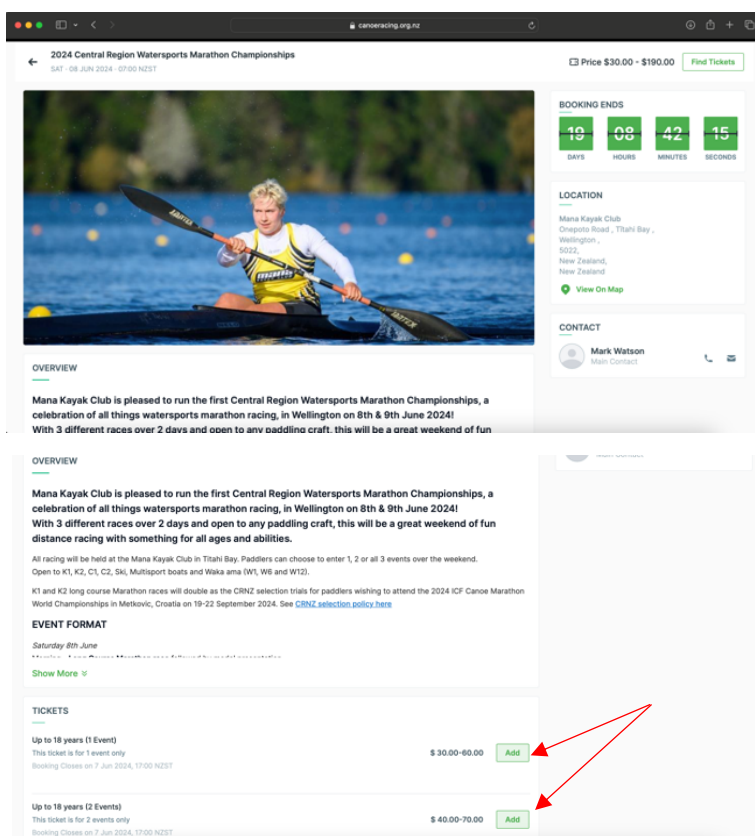 canoeracing.org.nz
2024 Central Region Watersports Marathon Championships
SAT - 08 JUN 2024 - 07:00 NZST
Price $30.00 - $190.00
Find Tickets
BOOKING ENDS
19 08 42 15
DAYS HOURS MINUTES SECONDS
LOCATION
Mana Kayak Club
Onepoto Road , Titahi Bay ,
Wellington ,
5022,
New Zealand,
New Zealand
View On Map
CONTACT
Mark Watson
Main Contact
OVERVIEW
Mana Kayak Club is pleased to run the first Central Region Watersports Marathon Championships, a
celebration of all things watersports marathon racing, in Wellington on 8th & 9th June 2024!
With 3 different races over 2 days and open to any paddling craft, this will be a great weekend of fun
OVERVIEW
Mana Kayak Club is pleased to run the first Central Region Watersports Marathon Championships, a
celebration of all things watersports marathon racing, in Wellington on 8th & 9th June 2024!
With 3 different races over 2 days and open to any paddling craft, this will be a great weekend of fun
distance racing with something for all ages and abilities.
All racing will be held at the Mana Kayak Club in Titahi Bay. Paddlers can choose to enter 1, 2 or all 3 events over the weekend.
Open to K1, K2, C1, C2, Ski, Multisport boats and Waka ama (W1, W6 and W12).
K1 and K2 long course Marathon races will double as the CRNZ selection trials for paddlers wishing to attend the 2024 ICF Canoe Marathon
World Championships in Metkovic, Croatia on 19-22 September 2024. See CRNZ selection policy here
EVENT FORMAT
Saturday 8th June
Show More
TICKETS
Up to 18 years (1 Event)
This ticket is for 1 event only
Booking Closes on 7 Jun 2024, 17:00 NZST
$ 30.00-60.00 Add
Up to 18 years (2 Events)
This ticket is for 2 events only
Booking Closes on 7 Jun 2024, 17:00 NZST
$ 40.00-70.00 Add